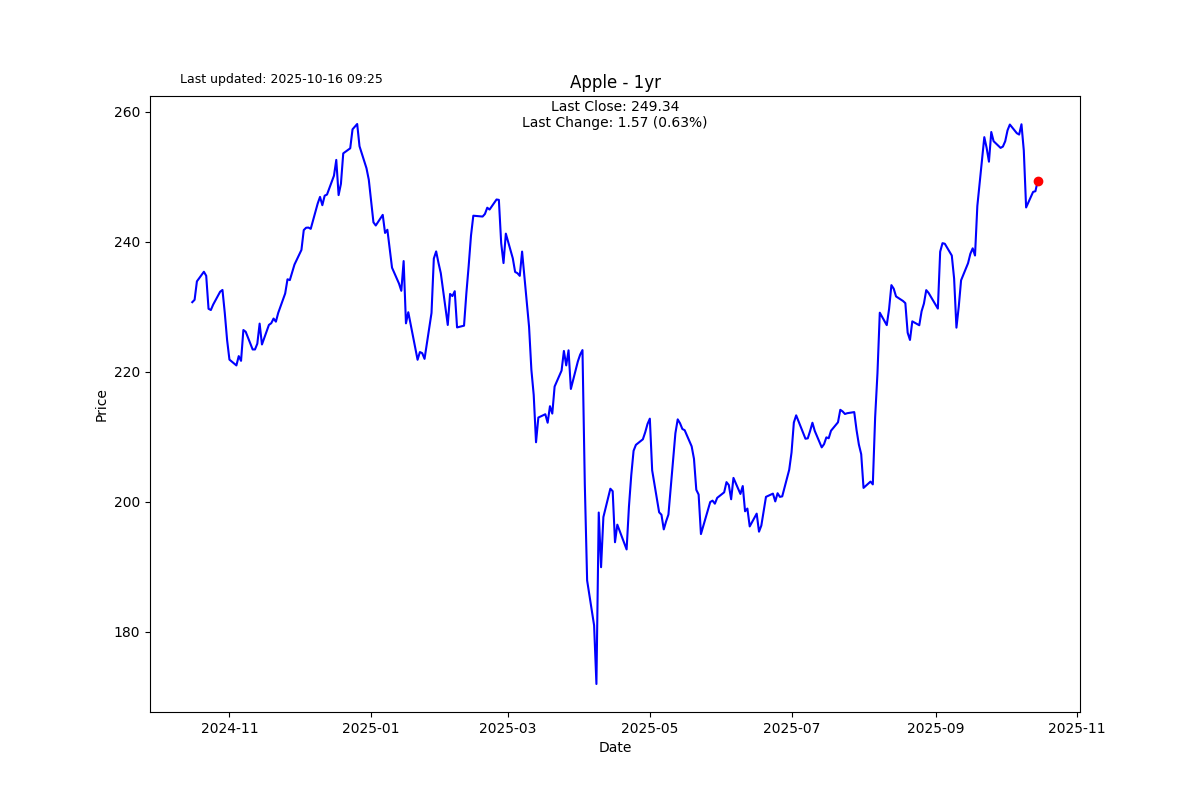 Last updated: 2025-10-16 09:25
Apple - 1yr
Last Close: 249.34
Last Change: 1.57 (0.63%)
260
240
220
200
180
Price
2024-11
2025-01
2025-03
2025-05
2025-07
2025-09
2025-11
Date